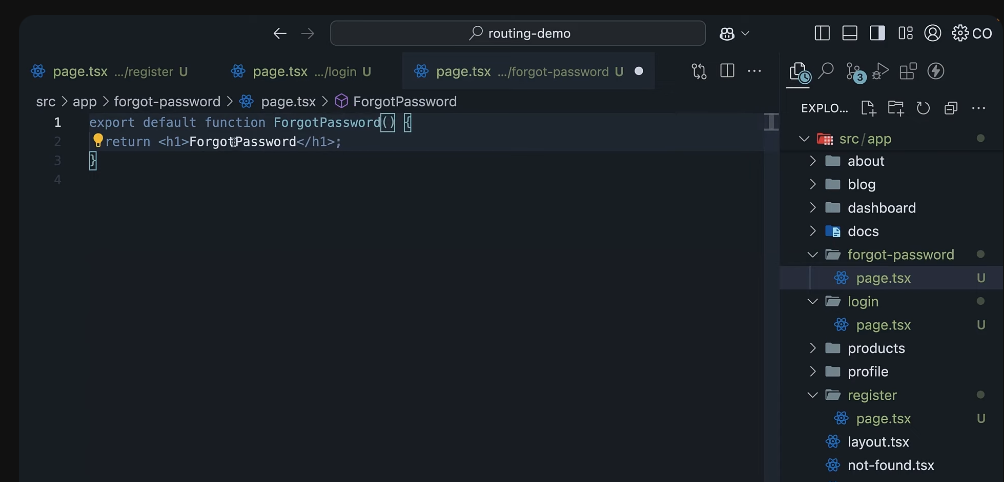 routing-demo
CO
page.tsx .../register U
page.tsx .../login U
page.tsx .../forgot-password U
3
src > app > forgot-password > page.tsx > ForgotPassword
EXPLO...
1 export default function ForgotPassword() {
2 return <h1>ForgotPassword</h1>;
3 }
4
src/app
about
blog
dashboard
docs
forgot-password
page.tsx U
login
page.tsx U
products
profile
register
page.tsx U
layout.tsx
not-found.tsx